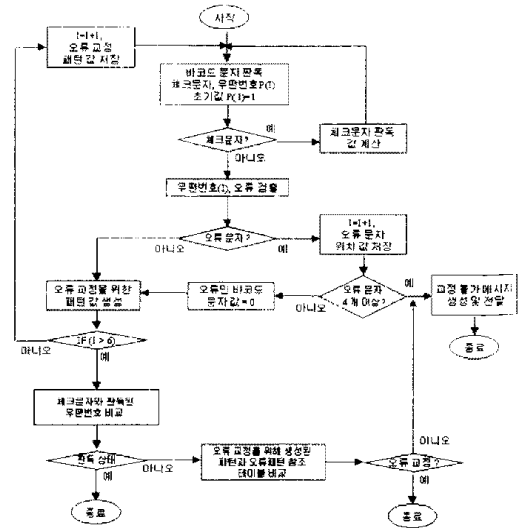 시작
I=I+1,
오류 교정
패턴 값 저장
바코드 문자 판독
체크문자, 우편번호P(I)
초기값 P(1)=1
예
체크문자?
아니오
체크문자 판독
값 계산
우편번호(I), 오류 검출
오류 문자?
아니오
예
I=I+1,
오류 문자
위치 값 저장
오류 교정을 위한
패턴 값 생성
오류인 바코드
문자 값 = 0
아니오
오류 문자
4개 이상?
예
교정 불가 메시지
생성 및 전달
종료
IF (I > 6)
아니오
예
체크문자와 판독된
우편번호 비교
판독 상태
아니오
예
종료
오류 교정을 위해 생성된
패턴과 오류패턴 참조
테이블 비교
아니오
오류 교정?
예
종료